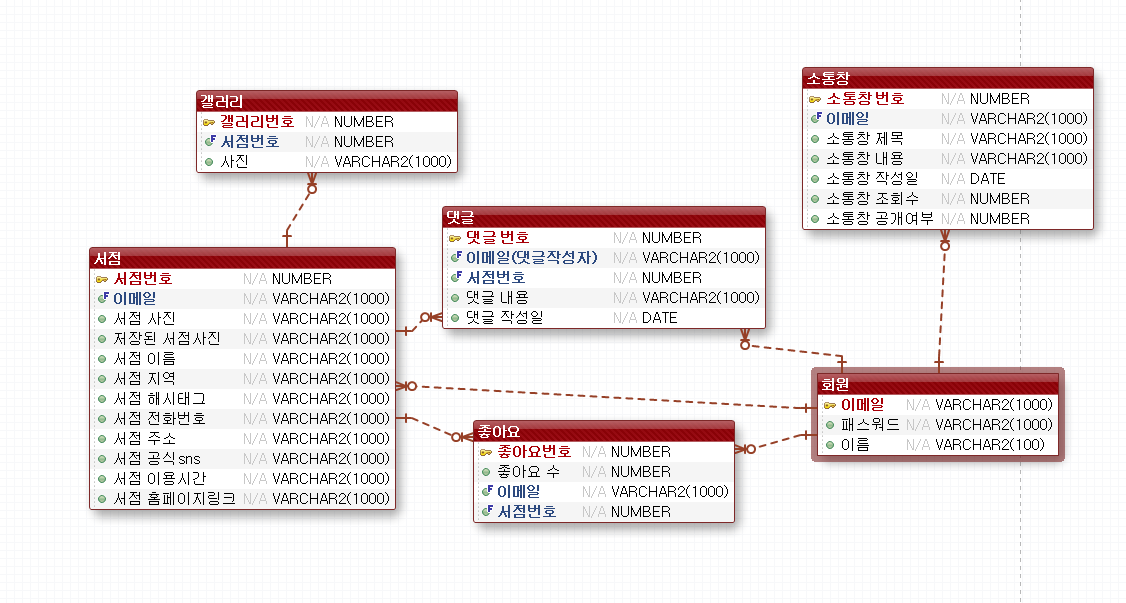 갤러리
갤러리번호 N/A NUMBER
서점번호 N/A NUMBER
사진 N/A VARCHAR2(1000)
소통창
소통창 번호 N/A NUMBER
이메일 N/A VARCHAR2(1000)
소통창 제목 N/A VARCHAR2(1000)
소통창 내용 N/A VARCHAR2(1000)
소통창 작성일 N/A DATE
소통창 조회수 N/A NUMBER
소통창 공개여부 N/A NUMBER
댓글
댓글 번호 N/A NUMBER
이메일(댓글작성자) N/A VARCHAR2(1000)
서점번호 N/A NUMBER
댓글 내용 N/A VARCHAR2(1000)
댓글 작성일 N/A DATE
서점
서점번호 N/A NUMBER
이메일 N/A VARCHAR2(1000)
서점 사진 N/A VARCHAR2(1000)
저장된 서점사진 N/A VARCHAR2(1000)
서점 이름 N/A VARCHAR2(1000)
서점 지역 N/A VARCHAR2(1000)
서점 해시태그 N/A VARCHAR2(1000)
서점 전화번호 N/A VARCHAR2(1000)
서점 주소 N/A VARCHAR2(1000)
서점 공식sns N/A VARCHAR2(1000)
서점 이용시간 N/A VARCHAR2(1000)
서점 홈페이지링크 N/A VARCHAR2(1000)
회원
이메일 N/A VARCHAR2(1000)
패스워드 N/A VARCHAR2(1000)
이름 N/A VARCHAR2(100)
좋아요
좋아요번호 N/A NUMBER
좋아요 수 N/A NUMBER
이메일 N/A VARCHAR2(1000)
서점번호 N/A NUMBER